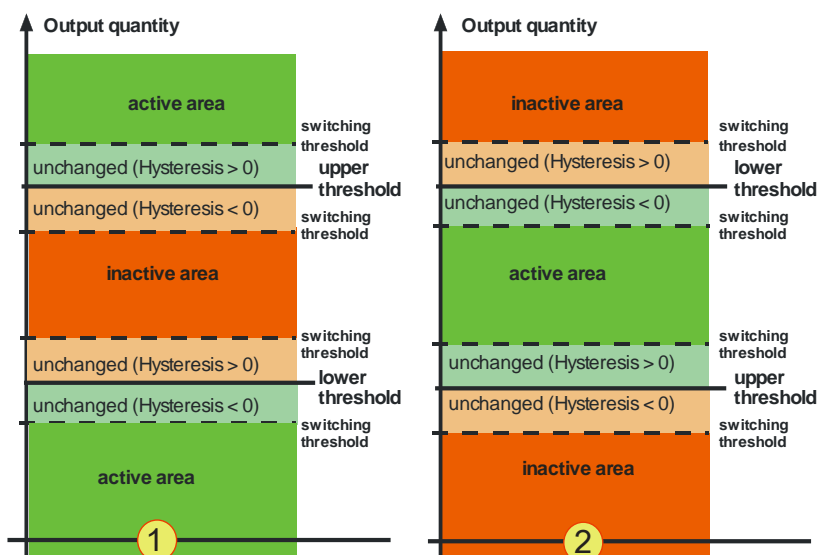 Output quantity
active area
switching
threshold
unchanged (Hysteresis > 0)
upper
threshold
unchanged (Hysteresis < 0)
switching
threshold
inactive area
switching
threshold
unchanged (Hysteresis > 0)
lower
threshold
unchanged (Hysteresis < 0)
switching
threshold
active area
1
Output quantity
inactive area
switching
threshold
unchanged (Hysteresis > 0)
lower
threshold
unchanged (Hysteresis < 0)
switching
threshold
active area
switching
threshold
unchanged (Hysteresis > 0)
upper
threshold
unchanged (Hysteresis < 0)
switching
threshold
inactive area
2